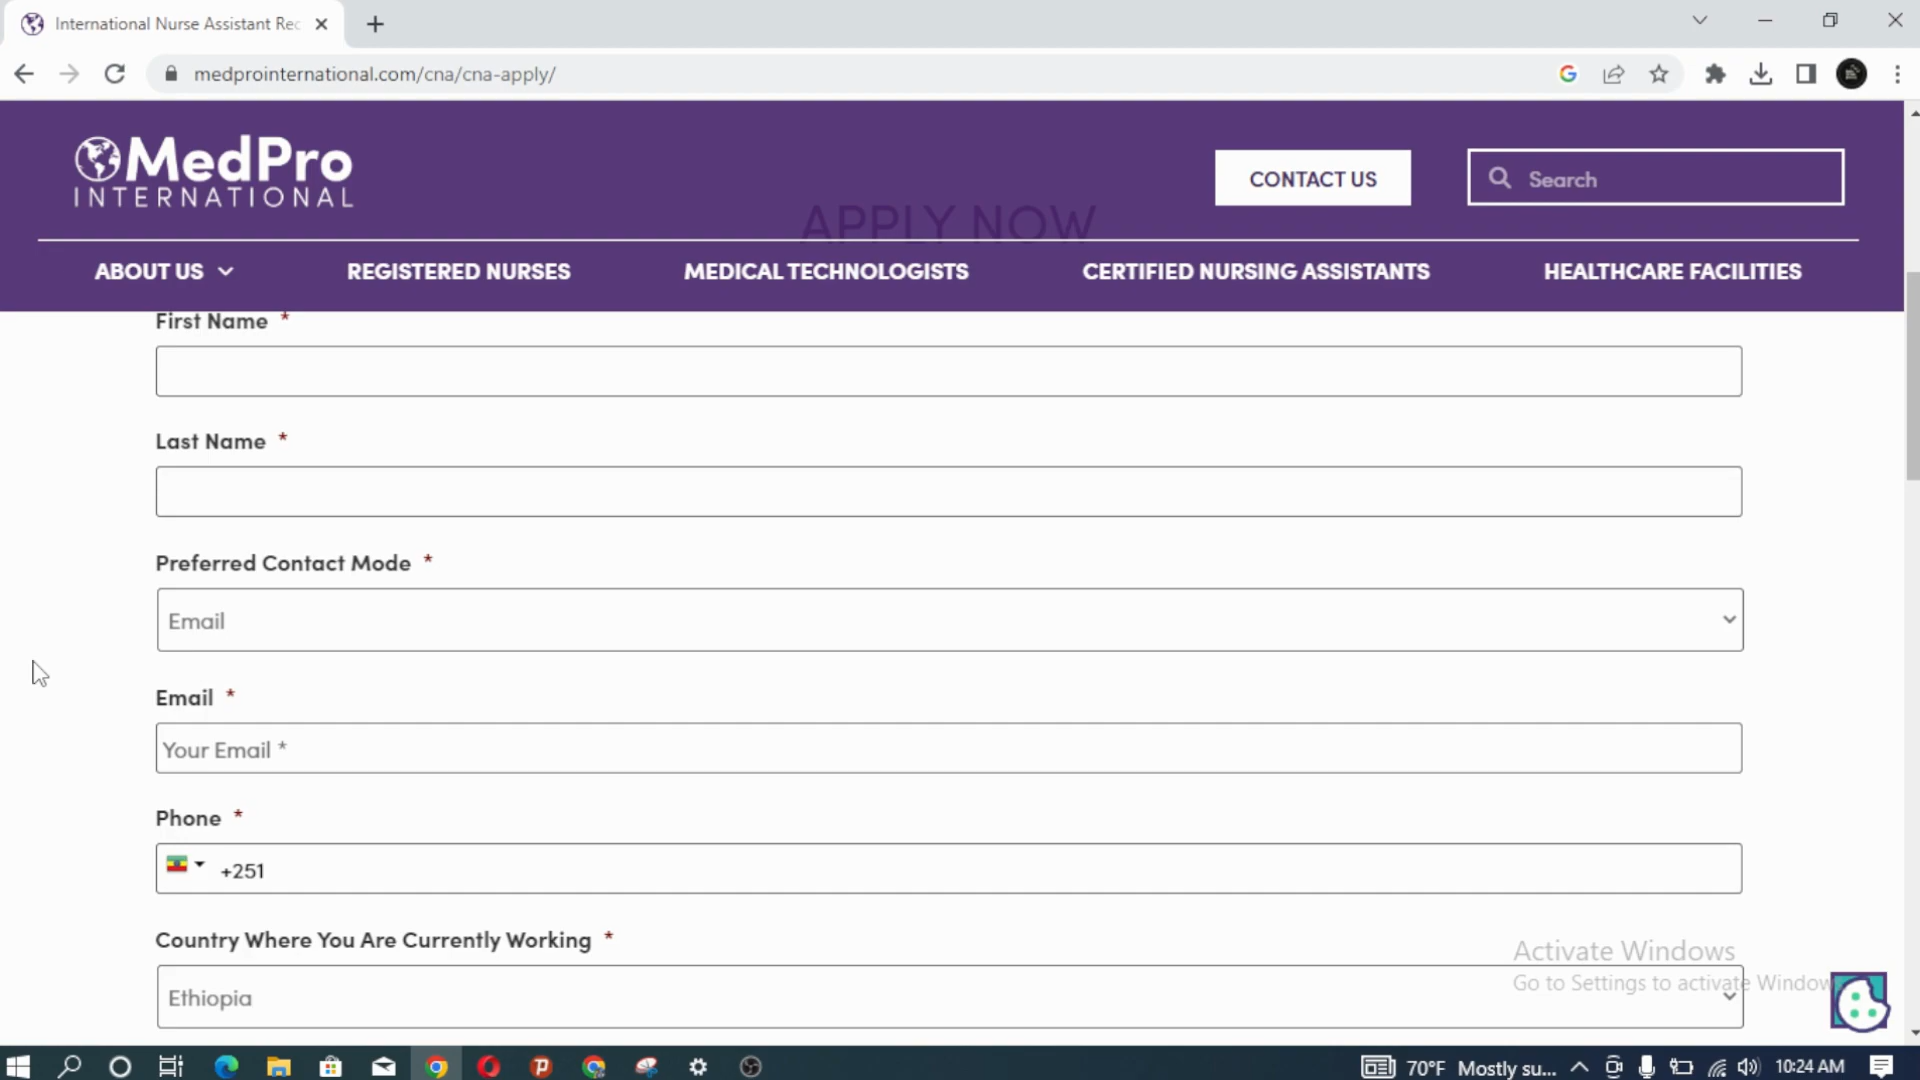 International Nurse Assistant Rec
medprointernational.com/cna/cna-apply/
MedPro
INTERNATIONAL
CONTACT US
Search
APPLY NOW
ABOUT US
REGISTERED NURSES
MEDICAL TECHNOLOGISTS
CERTIFIED NURSING ASSISTANTS
HEALTHCARE FACILITIES
First Name *
Last Name *
Preferred Contact Mode *
Email
Email *
Your Email *
Phone *
+251
Country Where You Are Currently Working *
Ethiopia
Activate Windows
Go to Settings to activate Window
70°F Mostly su...
10:24 AM